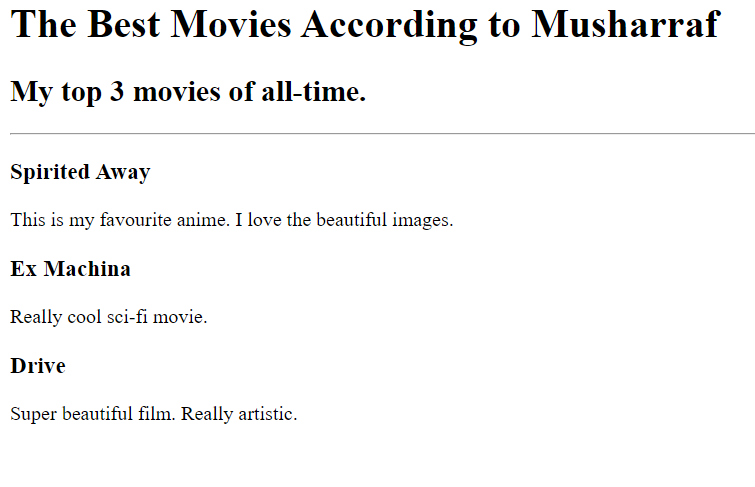 The Best Movies According to Musharraf
My top 3 movies of all-time.
Spirited Away
This is my favourite anime. I love the beautiful images.
Ex Machina
Really cool sci-fi movie.
Drive
Super beautiful film. Really artistic.